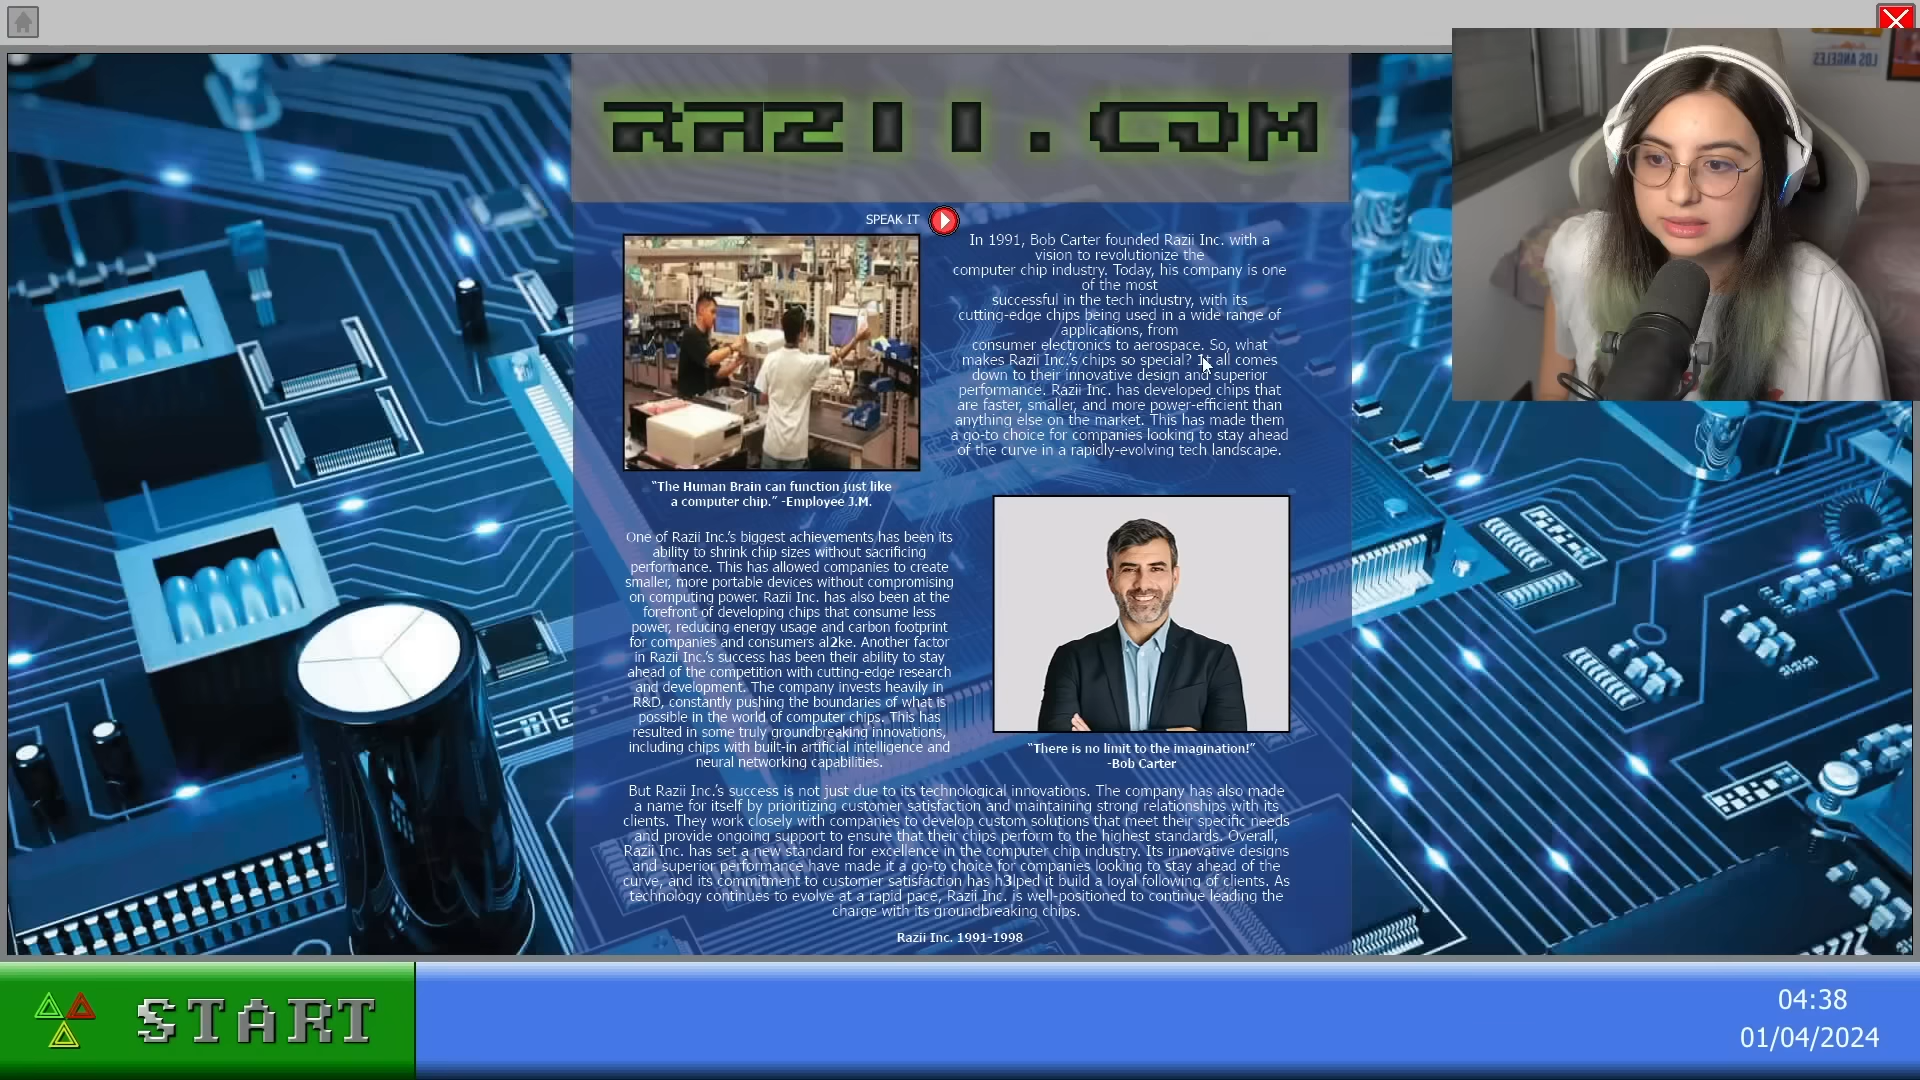 RAZII.COM
SPEAK IT
In 1991, Bob Carter founded Razii Inc. with a
vision to revolutionize the
computer chip industry. Today, his company is one
of the most
successful in the tech industry, with its
cutting-edge chips being used in a wide range of
applications, from
consumer electronics to aerospace. So, what
makes Razii Inc.'s chips so special? It all comes
down to their innovative design and superior
performance. Razii Inc. has developed chips that
are faster, smaller, and more power-efficient than
anything else on the market. This has made them
a go-to choice for companies looking to stay ahead
of the curve in a rapidly-evolving tech landscape.
“The Human Brain can function just like
a computer chip.” -Employee J.M.
One of Razii Inc.'s biggest achievements has been its
ability to shrink chip sizes without sacrificing
performance. This has allowed companies to create
smaller, more portable devices without compromising
on computing power. Razii Inc. has also been at the
forefront of developing chips that consume less
power, reducing energy usage and carbon footprint
for companies and consumers al2ke. Another factor
in Razii Inc.'s success has been their ability to stay
ahead of the competition with cutting-edge research
and development. The company invests heavily in
R&D, constantly pushing the boundaries of what is
possible in the world of computer chips. This has
resulted in some truly groundbreaking innovations,
including chips with built-in artificial intelligence and
neural networking capabilities.
“There is no limit to the imagination!”
-Bob Carter
But Razii Inc.'s success is not just due to its technological innovations. The company has also made
a name for itself by prioritizing customer satisfaction and maintaining strong relationships with its
clients. They work closely with companies to develop custom solutions that meet their specific needs
and provide ongoing support to ensure that their chips perform to the highest standards. Overall,
Razii Inc. has set a new standard for excellence in the computer chip industry. Its innovative designs
and superior performance have made it a go-to choice for companies looking to stay ahead of the
curve, and its commitment to customer satisfaction has h3lped it build a loyal following of clients. As
technology continues to evolve at a rapid pace, Razii Inc. is well-positioned to continue leading the
charge with its groundbreaking chips.
Razii Inc. 1991-1998
LOS ANGELES
START
04:38
01/04/2024